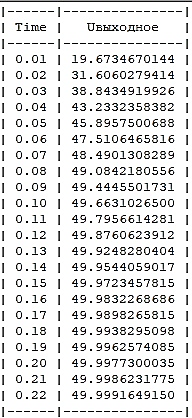 |------|----------------|
| Time | Uвыходное |
|------|----------------|
| 0.01 | 19.6734670144
| 0.02 | 31.6060279414 |
| 0.03 | 38.8434919926 |
| 0.04 | 43.2332358382 |
| 0.05 | 45.8957500688 |
| 0.06 | 47.5106465816 |
| 0.07 | 48.4901308289 |
| 0.08 | 49.0842180556 |
| 0.09 | 49.4445501731 |
| 0.10 | 49.6631026500 |
| 0.11 | 49.7956614281 |
| 0.12 | 49.8760623912 |
| 0.13 | 49.9248280404 |
| 0.14 | 49.9544059017 |
| 0.15 | 49.9723457815 |
| 0.16 | 49.9832268686 |
| 0.17 | 49.9898265815 |
| 0.18 | 49.9938295098 |
| 0.19 | 49.9962574085 |
| 0.20 | 49.9977300035 |
| 0.21 | 49.9986231775 |
| 0.22 | 49.9991649150 |
|------|----------------|